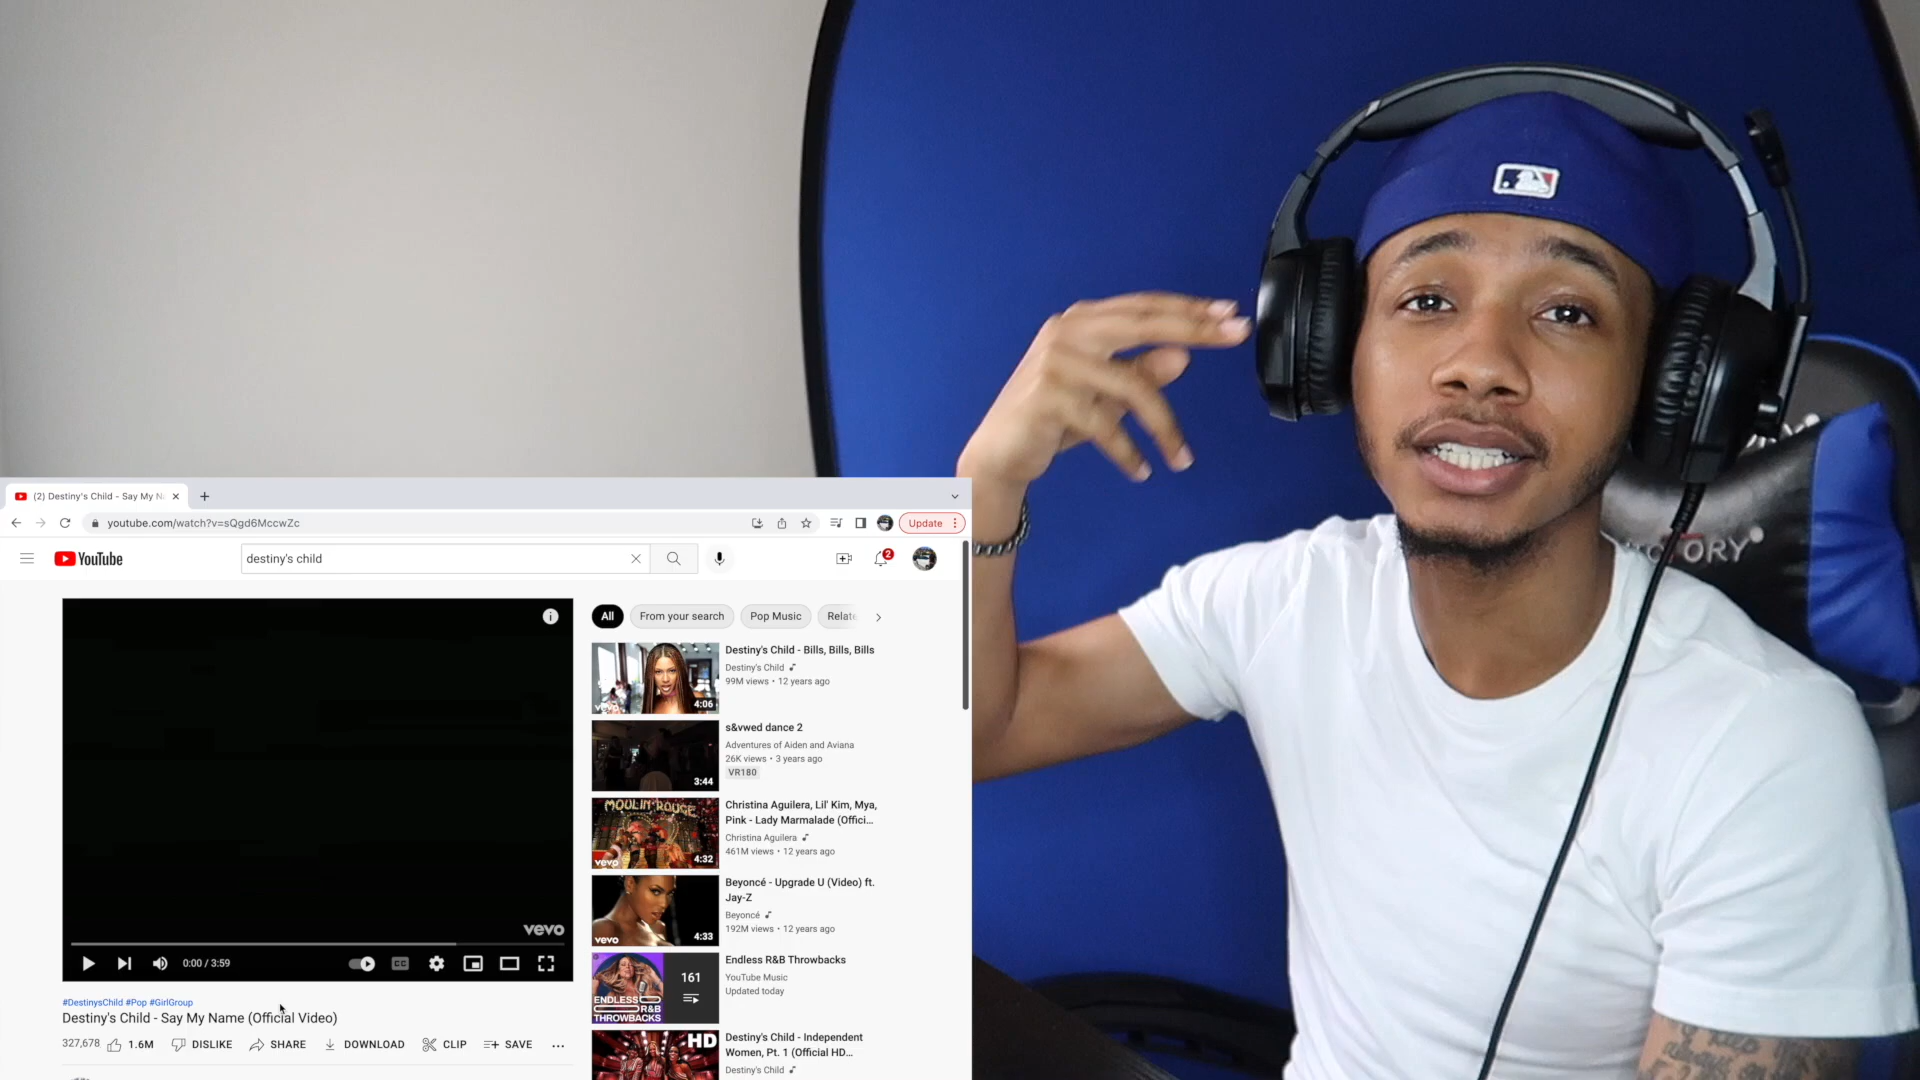 (2) Destiny's Child - Say My N
youtube.com/watch?v=sQgd6MccwZc
Update
YouTube
destiny's child
2
All
From your search
Pop Music
Relate
vevo
0:00 / 3:59
CC
#DestinysChild #Pop #GirlGroup
Destiny's Child - Say My Name (Official Video)
327,678
1.6M
DISLIKE
SHARE
DOWNLOAD
CLIP
SAVE
vevo
4:06
Destiny's Child - Bills, Bills, Bills
Destiny's Child
99M views • 12 years ago
3:44
s&vwed dance 2
Adventures of Aiden and Aviana
26K views • 3 years ago
VR180
MOULIN ROUGE
vevo
4:32
Christina Aguilera, Lil' Kim, Mya,
Pink - Lady Marmalade (Offici...
Christina Aguilera
461M views • 12 years ago
vevo
4:33
Beyoncé - Upgrade U (Video) ft.
Jay-Z
Beyoncé
192M views • 12 years ago
ENDLESS
R&B
THROWBACKS
161
Endless R&B Throwbacks
YouTube Music
Updated today
HD
Destiny's Child - Independent
Women, Pt. 1 (Official HD...
Destiny's Child